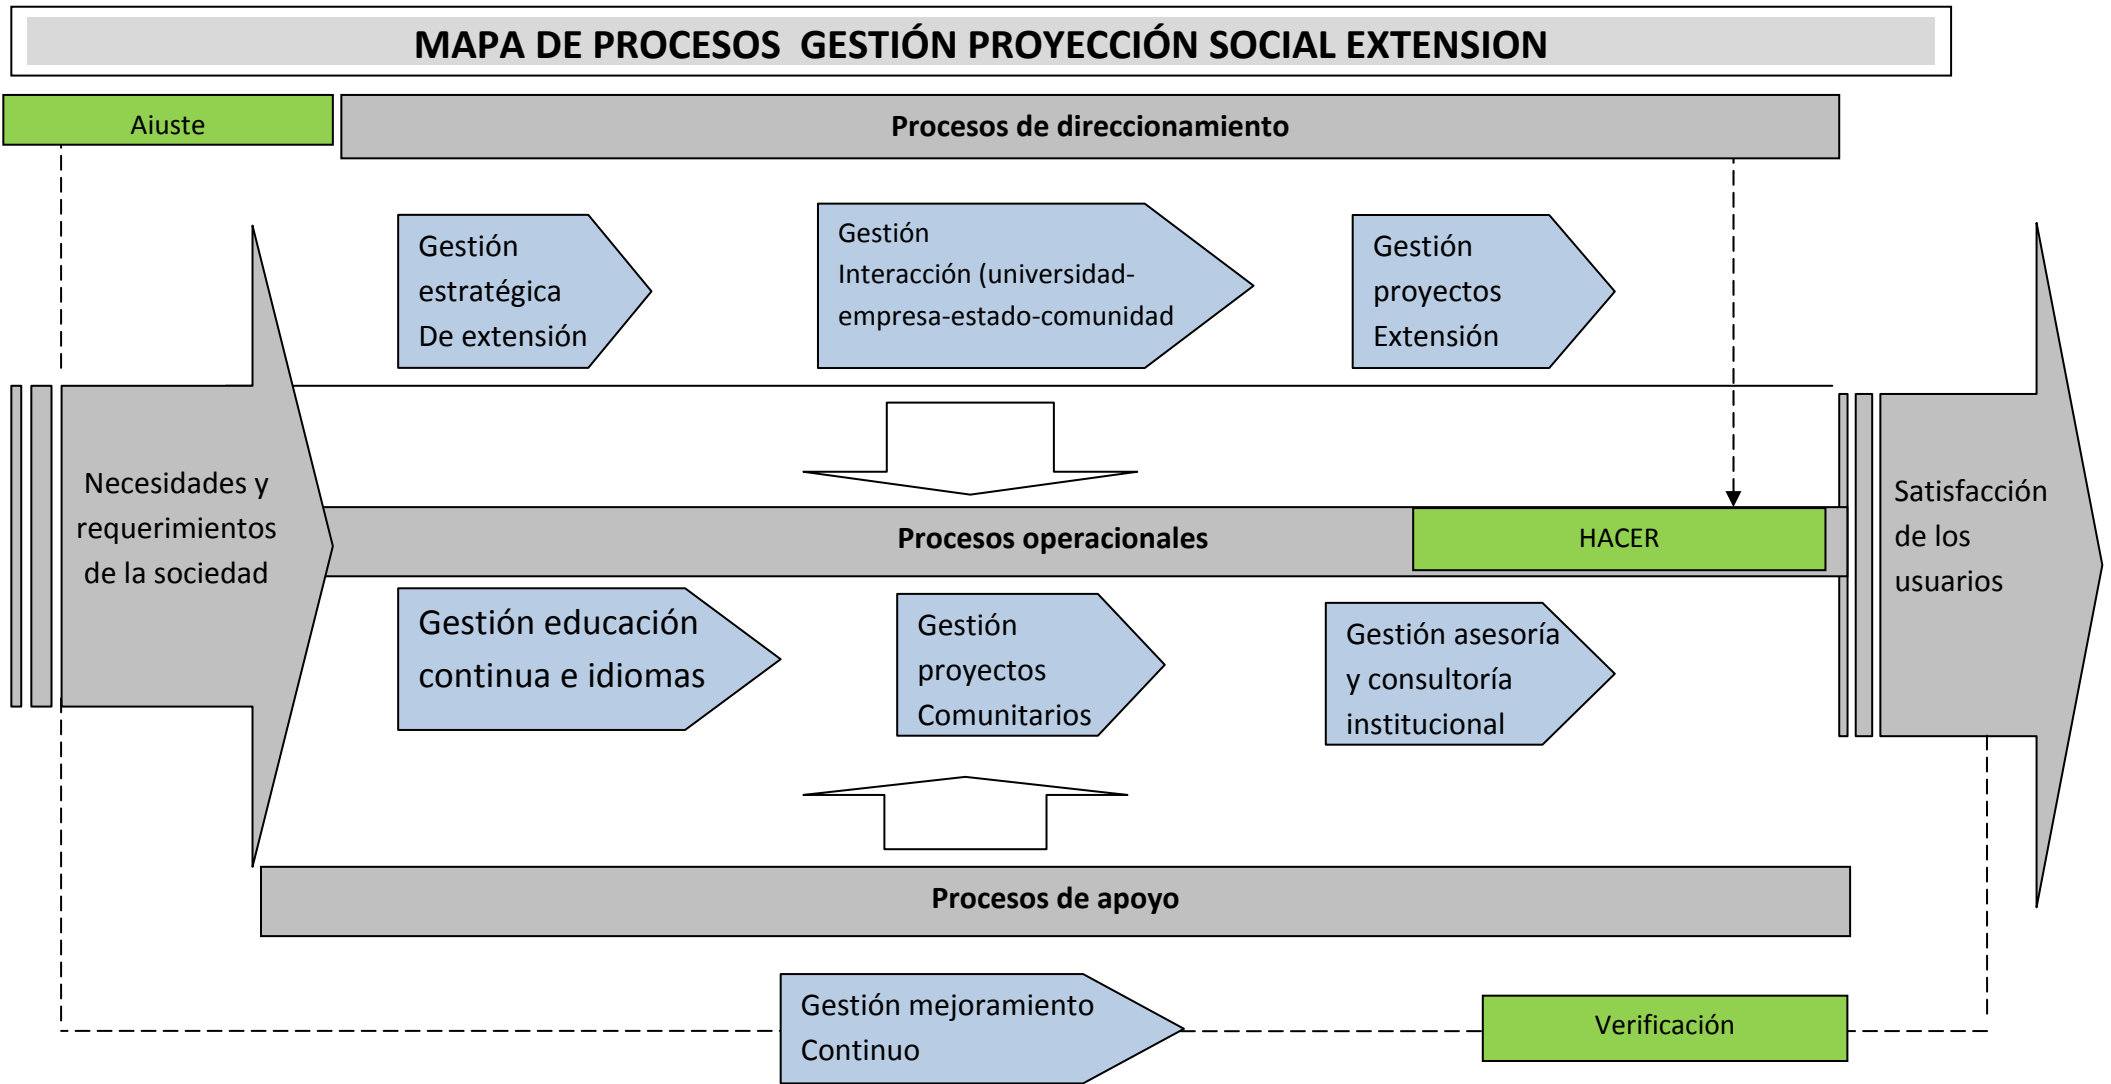 MAPA DE PROCESOS GESTIÓN PROYECCIÓN SOCIAL EXTENSION
Aiuste
Procesos de direccionamiento
Gestión
estratégica
De extensión
Gestión
Interacción (universidad-
empresa-estado-comunidad
Gestión
proyectos
Extensión
Necesidades y
requerimientos
de la sociedad
Procesos operacionales
HACER
Satisfacción
de los
usuarios
Gestión educación
continua e idiomas
Gestión
proyectos
Comunitarios
Gestión asesoría
y consultoría
institucional
Procesos de apoyo
Gestión mejoramiento
Continuo
Verificación